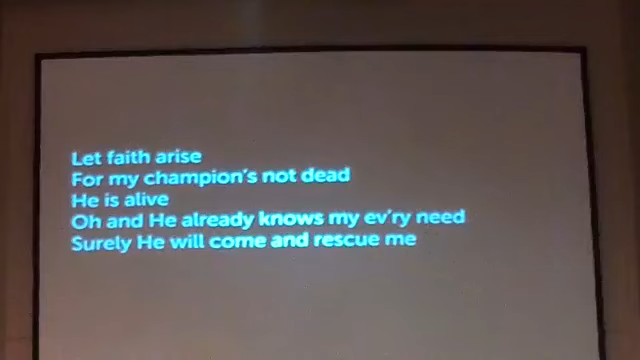 Let faith arise
For my champion's not dead
He is alive
Oh and He already knows my ev'ry need
Surely He will come and rescue me